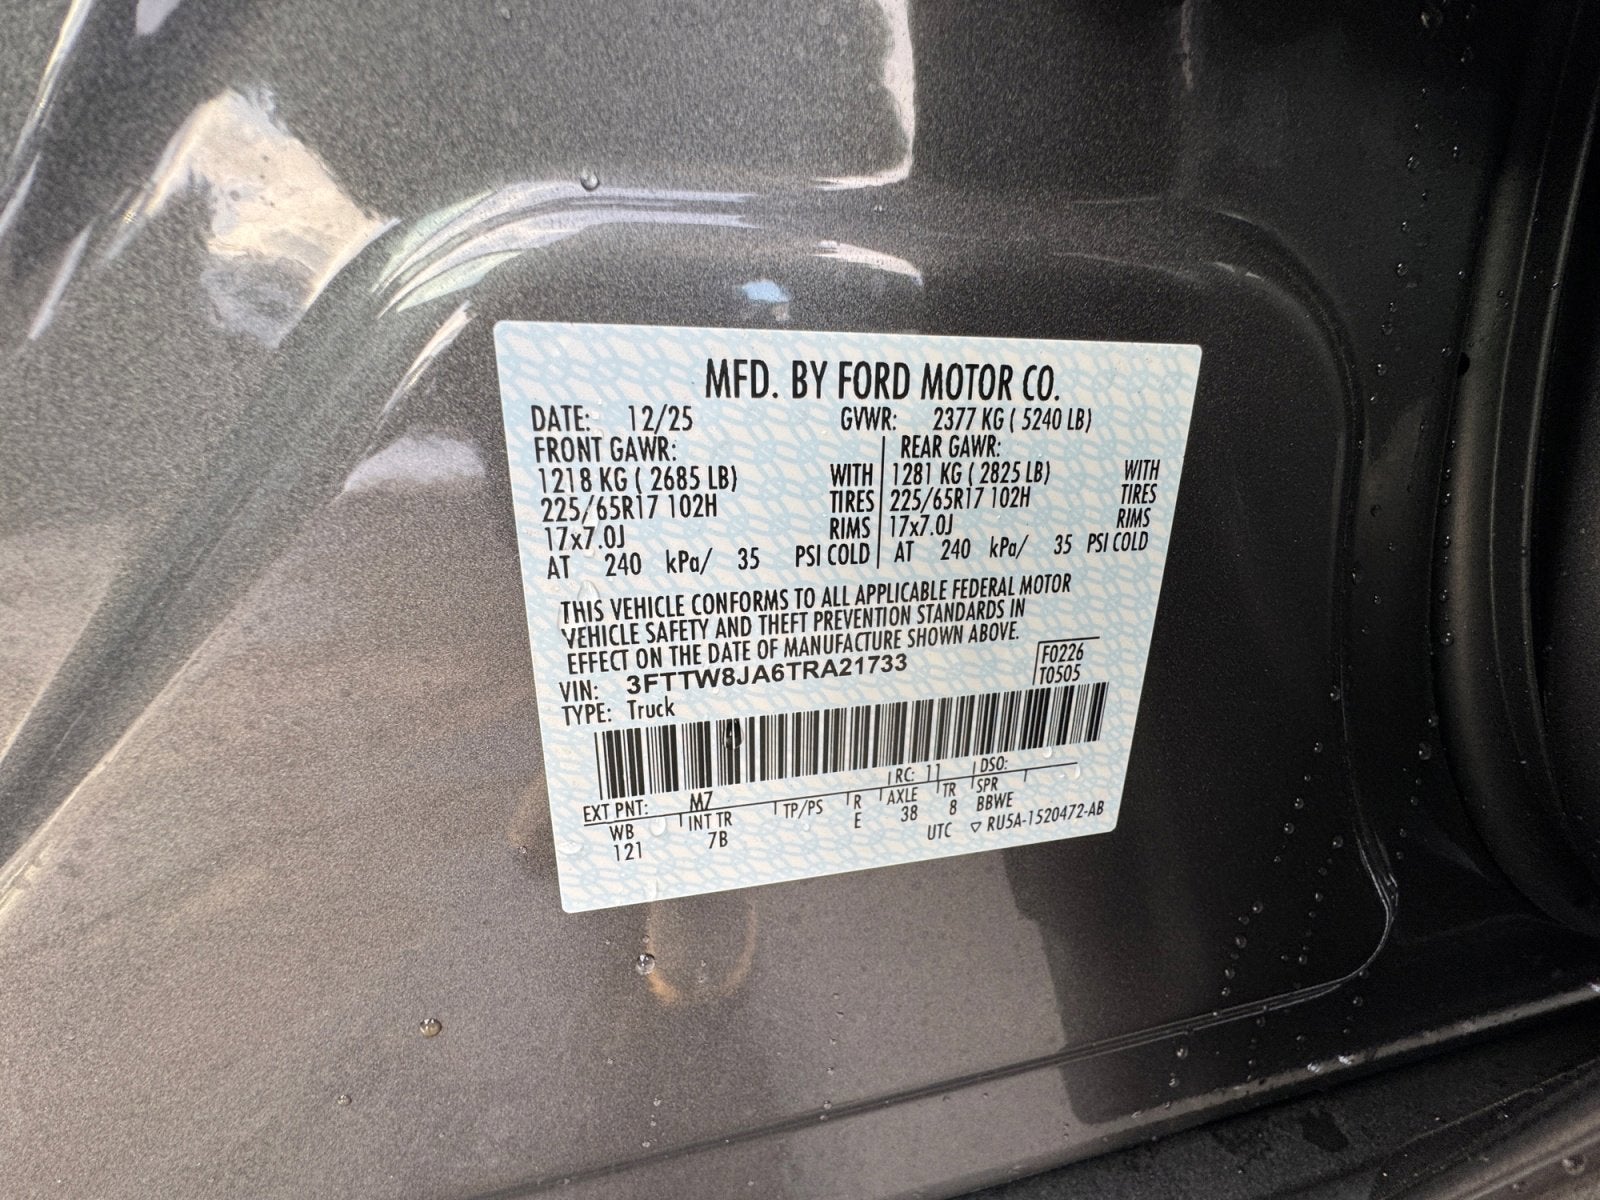 MFD. BY FORD MOTOR CO.
DATE: 12/25 GVWR: 2377 KG ( 5240 LB)
FRONT GAWR: REAR GAWR:
1218 KG ( 2685 LB) WITH 1281 KG ( 2825 LB) WITH
225/65R17 102H TIRES 225/65R17 102H TIRES
17x7.0J RIMS 17x7.0J RIMS
AT 240 kPa/ 35 PSI COLD AT 240 kPa/ 35 PSI COLD
THIS VEHICLE CONFORMS TO ALL APPLICABLE FEDERAL MOTOR
VEHICLE SAFETY AND THEFT PREVENTION STANDARDS IN
EFFECT ON THE DATE OF MANUFACTURE SHOWN ABOVE.
VIN: 3FTTW8JA6TRA21733 F0226
TYPE: Truck T0505
EXT PNT: M7 RC: 11 DSO:
WB INT TR TP/PS R AXLE TR SPR
121 7B E 38 8 BBWE
UTC ▽ RU5A-1520472-AB